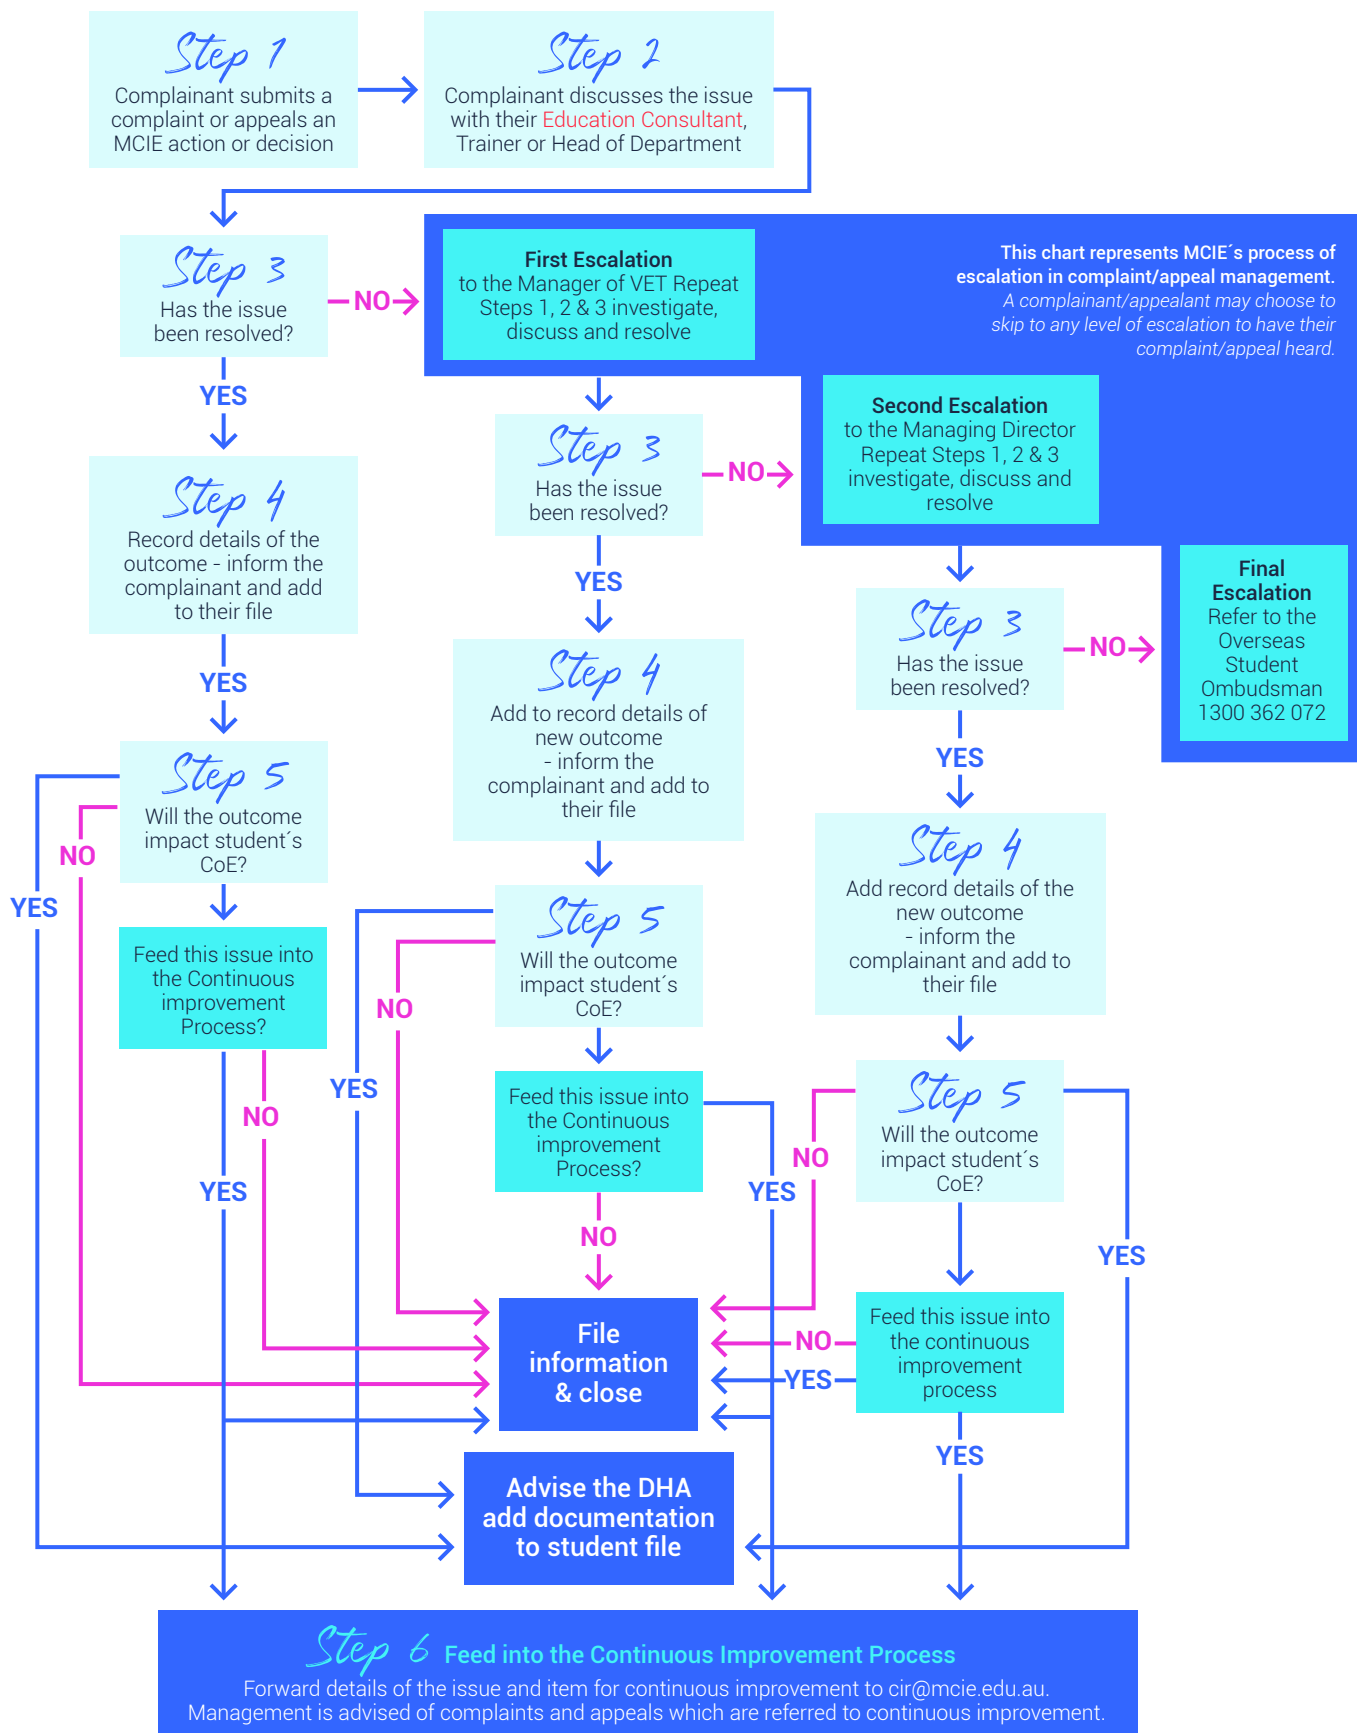 Step 1
Complainant submits a
complaint or appeals an
MCIE action or decision
Step 2
Complainant discusses the issue
with their Education Consultant,
Trainer or Head of Department
Step 3
Has the issue
been resolved?
NO
First Escalation
to the Manager of VET Repeat
Steps 1, 2 & 3 investigate,
discuss and resolve
This chart represents MCIE´s process of
escalation in complaint/appeal management.
A complainant/appealant may choose to
skip to any level of escalation to have their
complaint/appeal heard.
YES
Step 3
Has the issue
been resolved?
NO
Second Escalation
to the Managing Director
Repeat Steps 1, 2 & 3
investigate, discuss and
resolve
Step 4
Record details of the
outcome - inform the
complainant and add
to their file
YES
Step 3
Has the issue
been resolved?
NO
Final
Escalation
Refer to the
Overseas
Student
Ombudsman
1300 362 072
YES
Step 4
Add to record details of
new outcome
- inform the
complainant and add to
their file
YES
Step 5
Will the outcome
impact student´s
CoE?
NO
YES
Step 4
Add record details of the
new outcome
- inform the
complainant and add to
their file
Feed this issue into
the Continuous
improvement
Process?
NO
YES
Step 5
Will the outcome
impact student´s
CoE?
NO
YES
Feed this issue into
the Continuous
improvement
Process?
NO
YES
Step 5
Will the outcome
impact student´s
CoE?
NO
YES
Feed this issue into
the continuous
improvement
process
NO
YES
YES
File
information
& close
Advise the DHA
add documentation
to student file
Step 6 Feed into the Continuous Improvement Process
Forward details of the issue and item for continuous improvement to cir@mcie.edu.au.
Management is advised of complaints and appeals which are referred to continuous improvement.